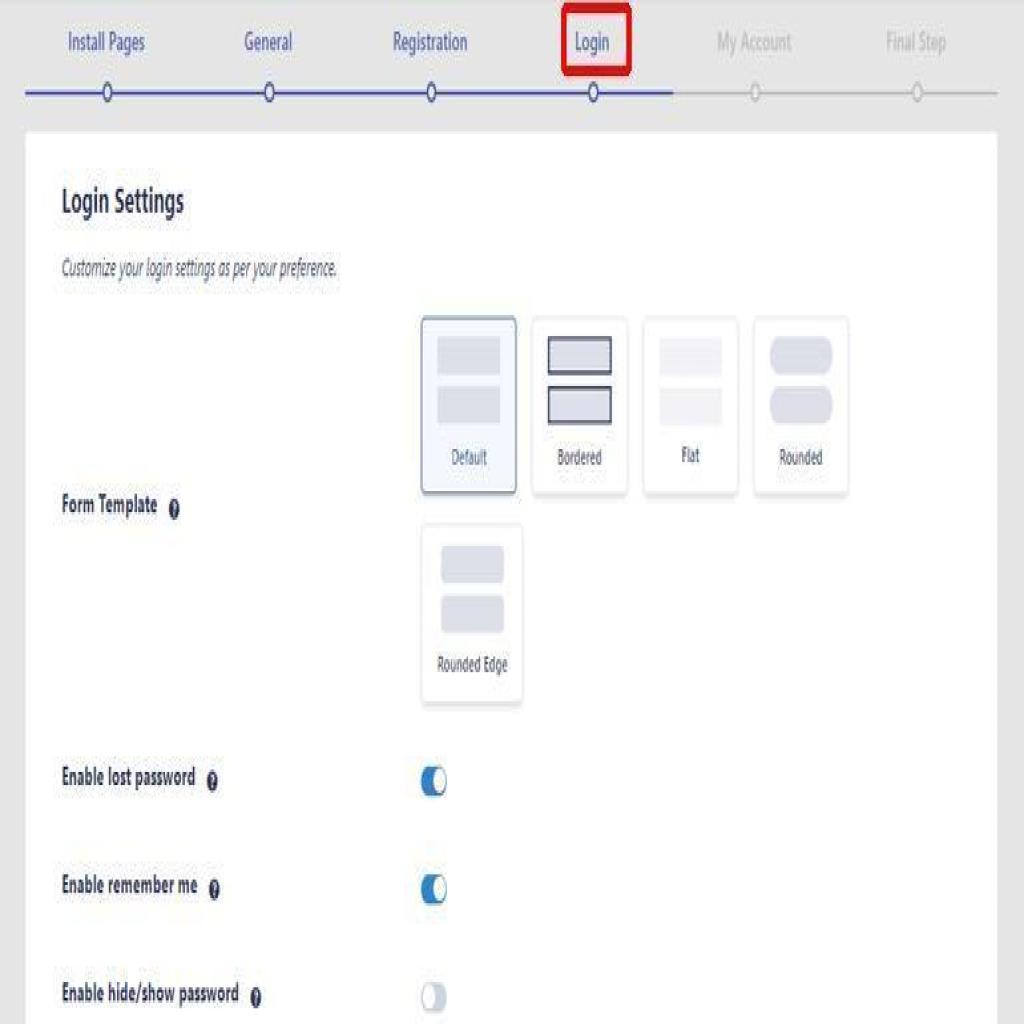 Install Pages General Registration Login My Account Final Step
Login Settings
Customize your login settings as per your preference.
Default Bordered Flat Rounded
Form Template ?
Rounded Edge
Enable lost password ?
Enable remember me ?
Enable hide/show password ?